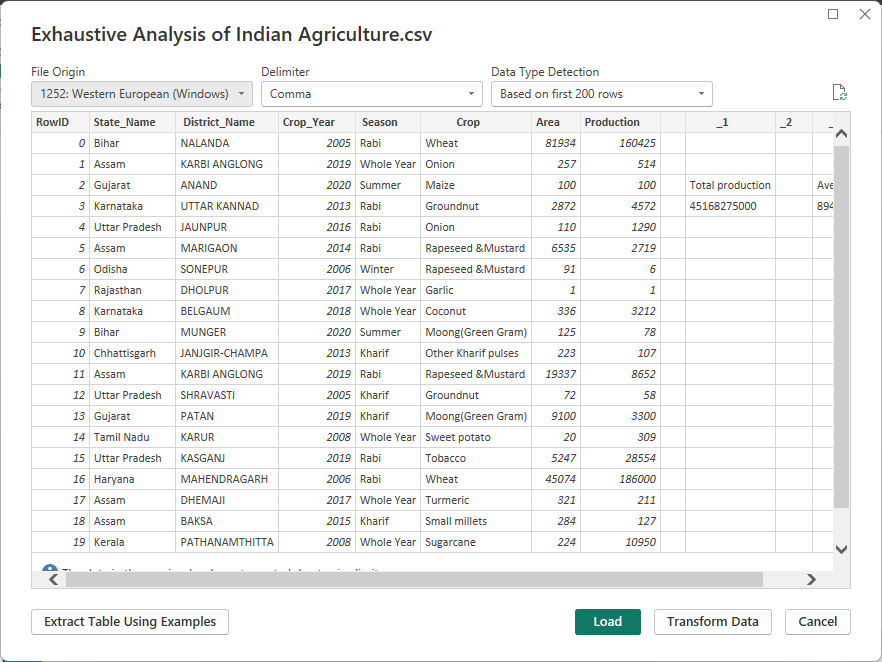 Exhaustive Analysis of Indian Agriculture.csv
File Origin Delimiter Data Type Detection
1252: Western European (Windows) Comma Based on first 200 rows
RowID State_Name District_Name Crop_Year Season Crop Area Production _1 _2
0 Bihar NALANDA 2005 Rabi Wheat 81934 160425
1 Assam KARBI ANGLONG 2019 Whole Year Onion 257 514
2 Gujarat ANAND 2020 Summer Maize 100 100 Total production Ave
3 Karnataka UTTAR KANNAD 2013 Rabi Groundnut 2872 4572 45168275000 894
4 Uttar Pradesh JAUNPUR 2016 Rabi Onion 110 1290
5 Assam MARIGAON 2014 Rabi Rapeseed &Mustard 6535 2719
6 Odisha SONEPUR 2006 Winter Rapeseed &Mustard 91 6
7 Rajasthan DHOLPUR 2017 Whole Year Garlic 1 1
8 Karnataka BELGAUM 2018 Whole Year Coconut 336 3212
9 Bihar MUNGER 2020 Summer Moong(Green Gram) 125 78
10 Chhattisgarh JANJGIR-CHAMPA 2013 Kharif Other Kharif pulses 223 107
11 Assam KARBI ANGLONG 2019 Rabi Rapeseed &Mustard 19337 8652
12 Uttar Pradesh SHRAVASTI 2005 Kharif Groundnut 72 58
13 Gujarat PATAN 2019 Kharif Moong(Green Gram) 9100 3300
14 Tamil Nadu KARUR 2008 Whole Year Sweet potato 20 309
15 Uttar Pradesh KASGANJ 2019 Rabi Tobacco 5247 28554
16 Haryana MAHENDRAGARH 2006 Rabi Wheat 45074 186000
17 Assam DHEMAJI 2017 Whole Year Turmeric 321 211
18 Assam BAKSA 2015 Kharif Small millets 284 127
19 Kerala PATHANAMTHITTA 2008 Whole Year Sugarcane 224 10950
Extract Table Using Examples Load Transform Data Cancel